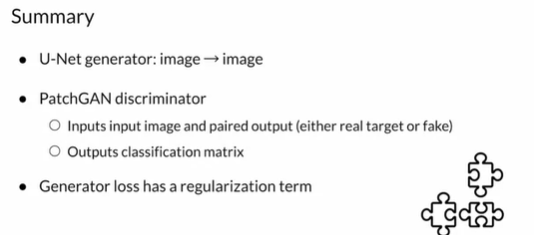 Summary
• U-Net generator: image → image
• PatchGAN discriminator
○ Inputs input image and paired output (either real target or fake)
○ Outputs classification matrix
• Generator loss has a regularization term